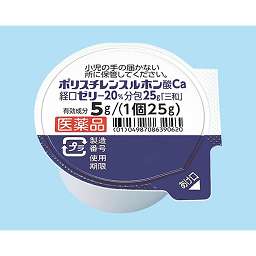 小児の手の届かない
所に保管してください。
ポリスチレンスルホン酸Ca
経口ゼリー20%分包25g「三和」
有効成分 5g/(1個25g)
医薬品
(01)04987086390620
プラ
製造
番号
使用
期限
あけ口